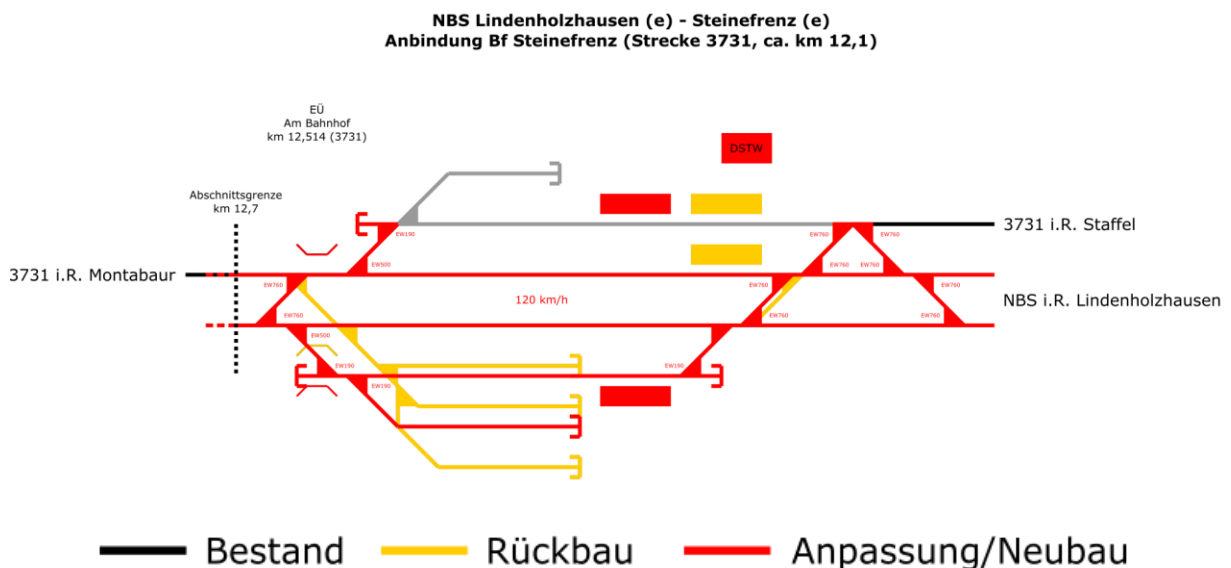 NBS Lindenholzhausen (e) - Steinefrenz (e)
Anbindung Bf Steinefrenz (Strecke 3731, ca. km 12,1)
EÜ
Am Bahnhof
km 12,514 (3731)
DSTW
Abschnittsgrenze
km 12,7
3731 i.R. Staffel
EW190
EW760
EW760
EW500
EW760
EW760
3731 i.R. Montabaur
EW760
EW760
EW760
120 km/h
NBS i.R. Lindenholzhausen
EW760
EW760
EW760
EW500
EW190
EW190
EW190
Bestand
Rückbau
Anpassung/Neubau